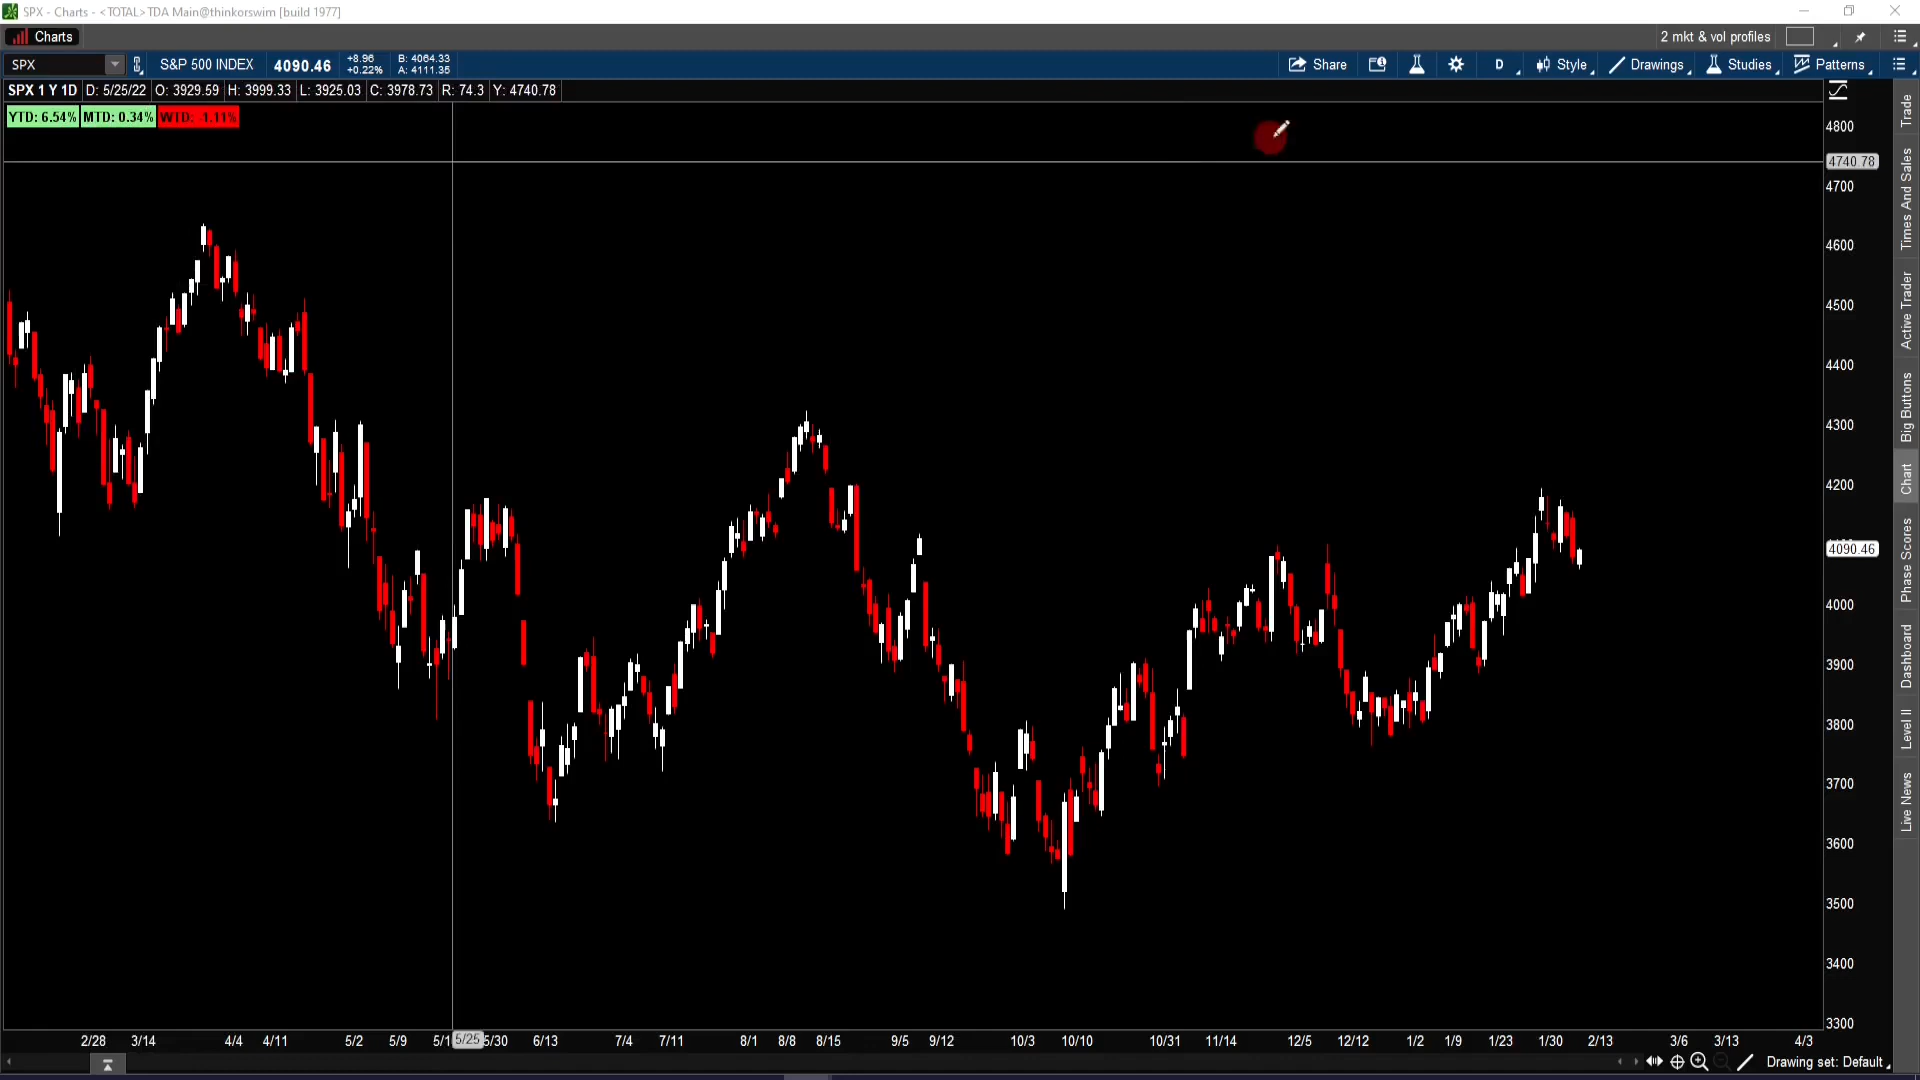 SPX - Charts - <TOTAL> TDA Main@thinkorswim [build 1977]
Charts
2 mkt & vol profiles
SPX
S&P 500 INDEX
4090.46
+8.96
+0.22%
B: 4064.33
A: 4111.35
Share
D
Style
Drawings
Studies
Patterns
SPX 1 Y 1D
D: 5/25/22
O: 3929.59
H: 3999.33
L: 3925.03
C: 3978.73
R: 74.3
Y: 4740.78
YTD: 6.54%
MTD: 0.34%
WTD: -1.11%
4800
4740.78
4700
4600
4500
4400
4300
4200
4090.46
4000
3900
3800
3700
3600
3500
3400
3300
Trade
Times And Sales
Active Trader
Big Buttons
Chart
Phase Scores
Dashboard
Level II
Live News
2/28
3/14
4/4
4/11
5/2
5/9
5/25
5/30
6/13
7/4
7/11
8/1
8/8
8/15
9/5
9/12
10/3
10/10
10/31
11/14
12/5
12/12
1/2
1/9
1/23
1/30
2/13
3/6
3/13
4/3
Drawing set: Default